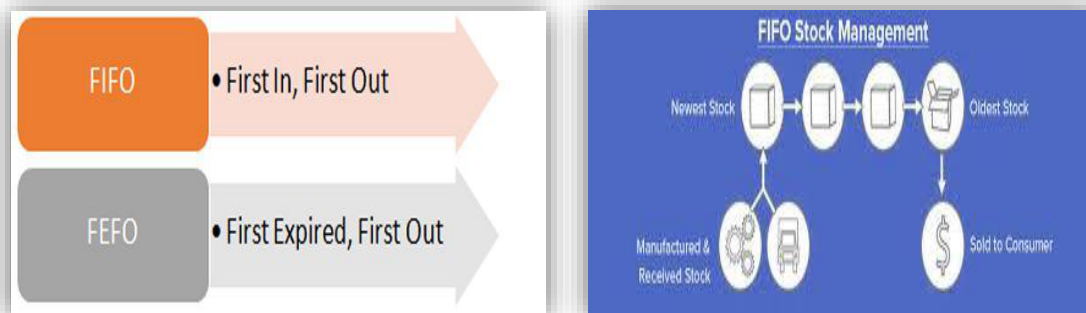 FIFO
• First In, First Out
FEFO
• First Expired, First Out
FIFO Stock Management
Newest Stock
Oldest Stock
Manufactured &
Received Stock
$
Sold to Consumer